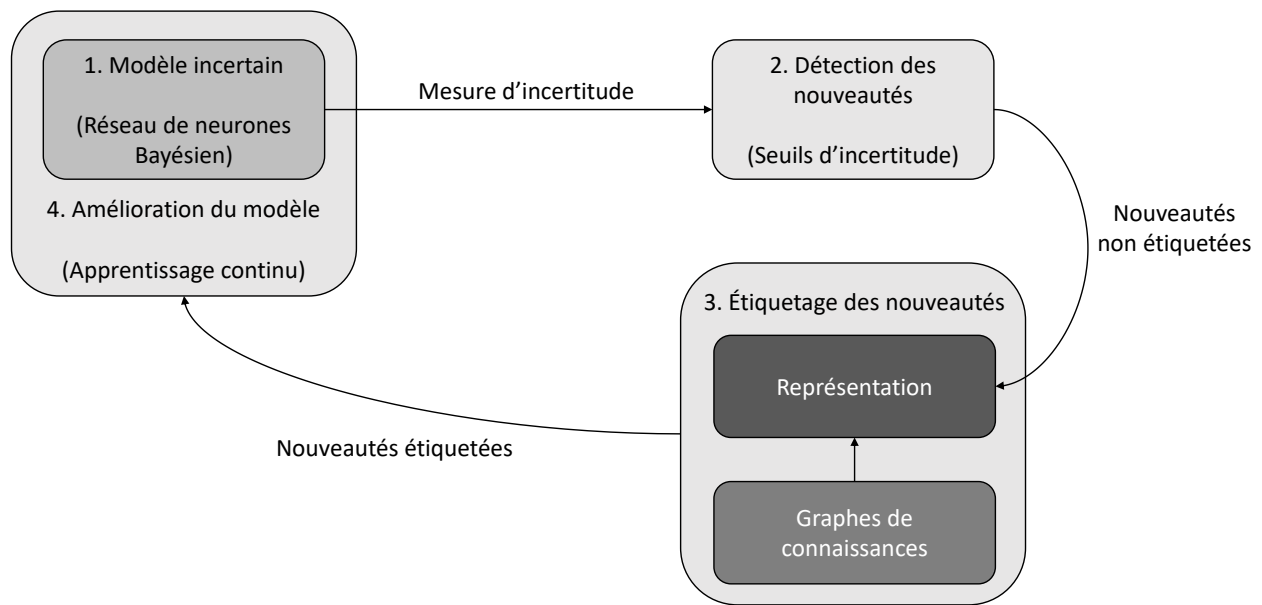 1. Modèle incertain
(Réseau de neurones
Bayésien)
4. Amélioration du modèle
(Apprentissage continu)
Mesure d’incertitude
2. Détection des
nouveautés
(Seuils d’incertitude)
Nouveautés
non étiquetées
3. Étiquetage des nouveautés
Représentation
Graphes de
connaissances
Nouveautés étiquetées